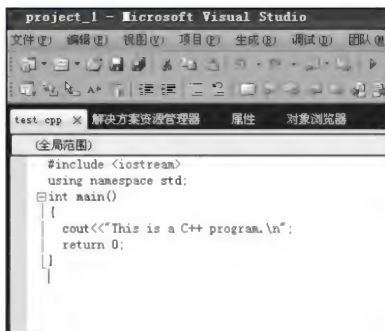 project_1 - Microsoft Visual Studio
文件(F) 编辑(E) 视图(V) 项目(P) 生成(B) 调试(D) 团队(M
test cpp × 解决方案资源管理器 属性 对象浏览器
(全局范围)
#include <iostream>
using namespace std;
int main()
{
cout<<"This is a C++ program.\n";
return 0;
}